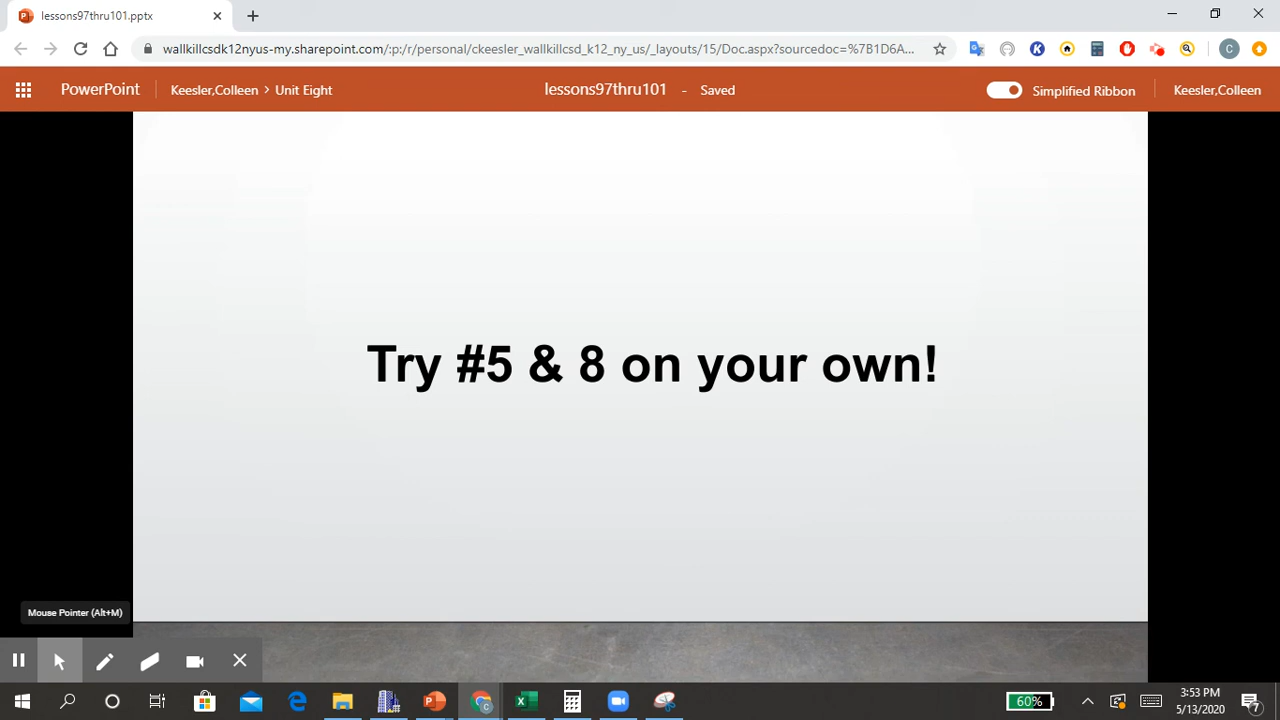 lessons97thru101.pptx
wallkillcsdk12nyus-my.sharepoint.com/:p:/r/personal/ckeesler_wallkillcsd_k12_ny_us/_layouts/15/Doc.aspx?sourcedoc=%7B1D6A...
K
C
PowerPoint Keesler,Colleen > Unit Eight lessons97thru101 - Saved Simplified Ribbon Keesler,Colleen
Try #5 & 8 on your own!
Mouse Pointer (Alt+M)
60%
3:53 PM
5/13/2020
7